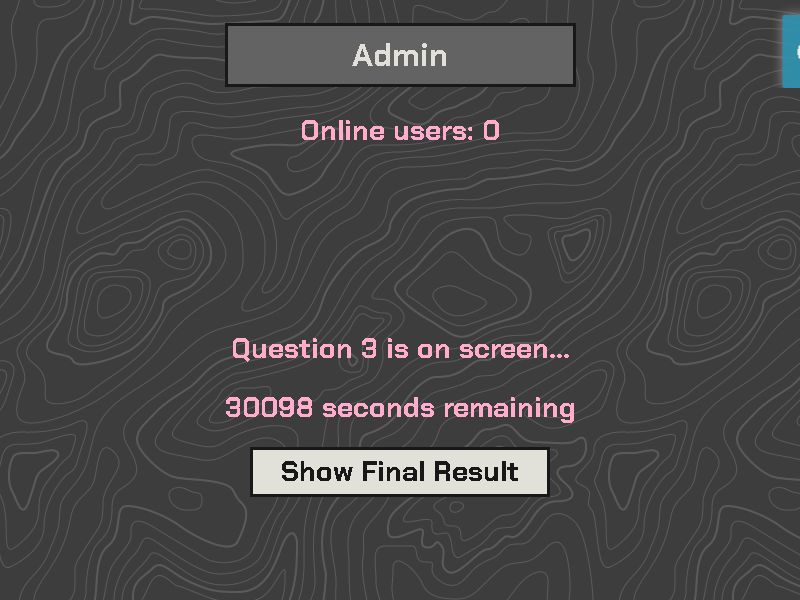 Admin
Online users: 0
Question 3 is on screen...
30098 seconds remaining
Show Final Result